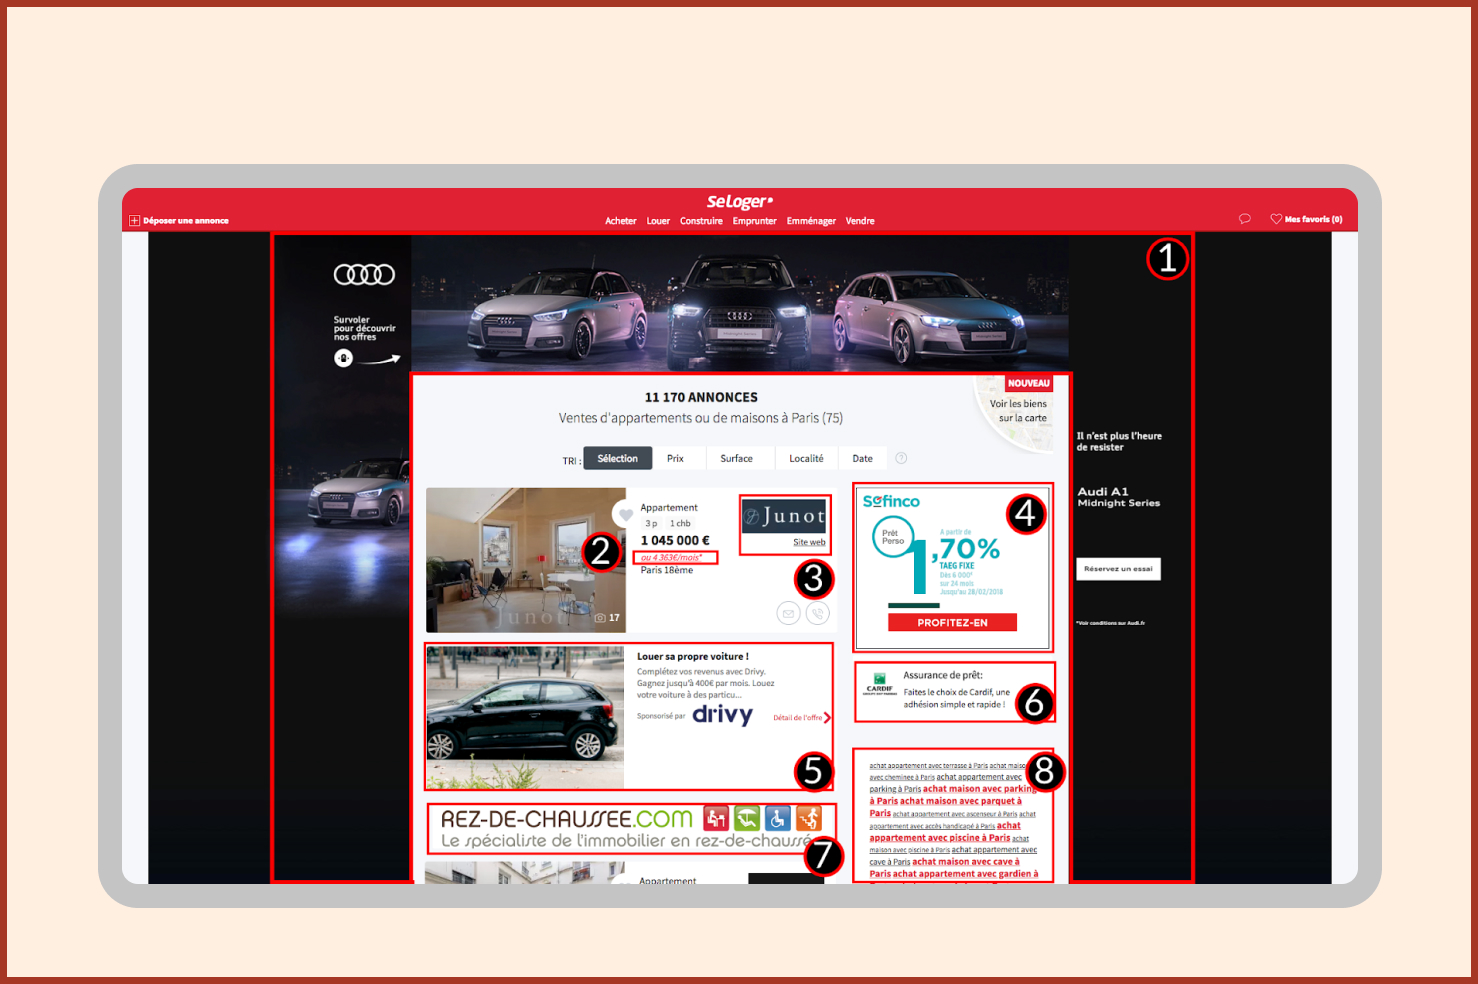 SeLoger
Déposer une annonce
Acheter Louer Construire Emprunter Emménager Vendre
Mes favoris (0)
1
Survoler
pour découvrir
nos offres
11 170 ANNONCES
Ventes d'appartements ou de maisons à Paris (75)
NOUVEAU
Voir les biens
sur la carte
TRI : Sélection Prix Surface Localité Date ?
Appartement
3 p 1 chb
1 045 000 €
ou 4 363€/mois*
Paris 18ème
2
Junot
17
Junot
Site web
3
Sofinco
4
Prêt
Perso
A partir de
1,70%
TAEG FIXE
Dès 6 000*
sur 24 mois
Jusqu'au 28/02/2018
PROFITEZ-EN
Il n'est plus l'heure
de resister
Audi A1
Midnight Series
Réservez un essai
*Voir conditions sur Audi.fr
Louer sa propre voiture !
Complétez vos revenus avec Drivy.
Gagnez jusqu'à 400€ par mois. Louez
votre voiture à des particu...
Sponsorisé par drivy
Détail de l'offre
5
CARDIF
Assurance de prêt:
Faites le choix de Cardif, une
adhésion simple et rapide !
6
REZ-DE-CHAUSSEE.COM
Le spécialiste de l'immobilier en rez-de-chaussé
7
8
achat appartement avec terrasse à Paris achat mais
avec cheminee à Paris achat appartement avec
parking à Paris achat maison avec parking
à Paris achat maison avec parquet à
Paris achat appartement avec ascenseur à Paris achat
appartement avec accès handicapé à Paris achat
appartement avec piscine à Paris achat
maison avec piscine à Paris achat appartement avec
cave à Paris achat maison avec cave à
Paris achat appartement avec gardien à
Appartement